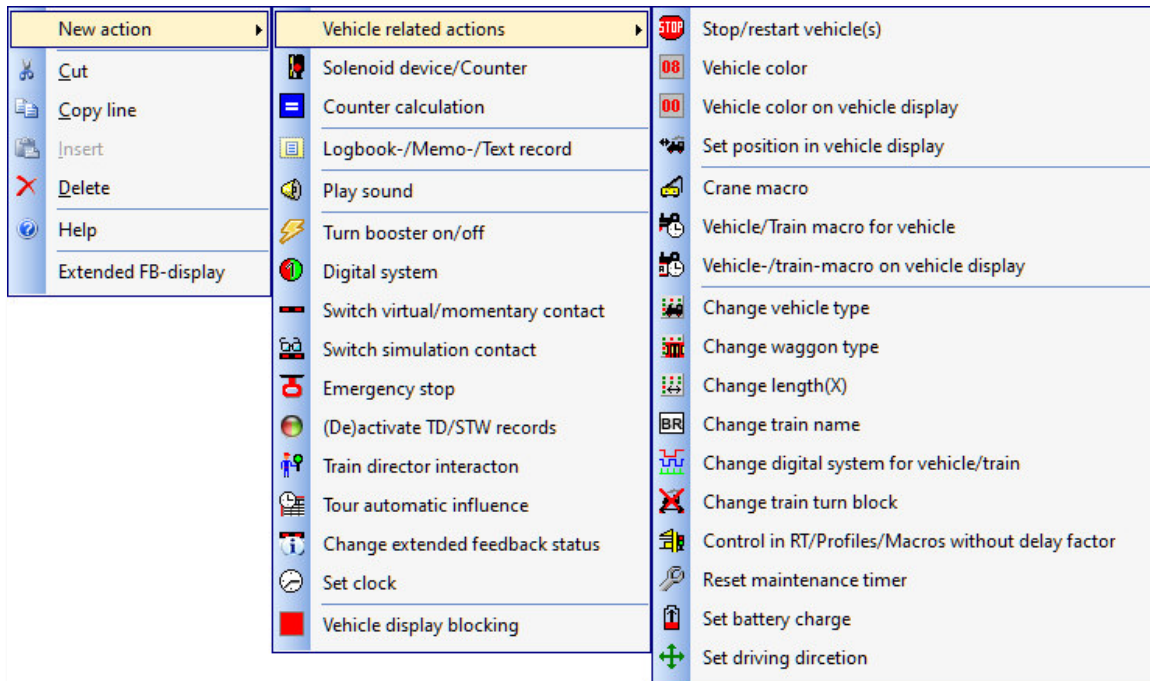 New action
Cut
Copy line
Insert
Delete
Help
Extended FB-display
Vehicle related actions
Solenoid device/Counter
Counter calculation
Logbook-/Memo-/Text record
Play sound
Turn booster on/off
Digital system
Switch virtual/momentary contact
Switch simulation contact
Emergency stop
(De)activate TD/STW records
Train director interacton
Tour automatic influence
Change extended feedback status
Set clock
Vehicle display blocking
STOP Stop/restart vehicle(s)
08 Vehicle color
00 Vehicle color on vehicle display
Set position in vehicle display
Crane macro
Vehicle/Train macro for vehicle
Vehicle-/train-macro on vehicle display
Change vehicle type
Change waggon type
Change length(X)
BR Change train name
Change digital system for vehicle/train
Change train turn block
Control in RT/Profiles/Macros without delay factor
Reset maintenance timer
Set battery charge
Set driving dircetion